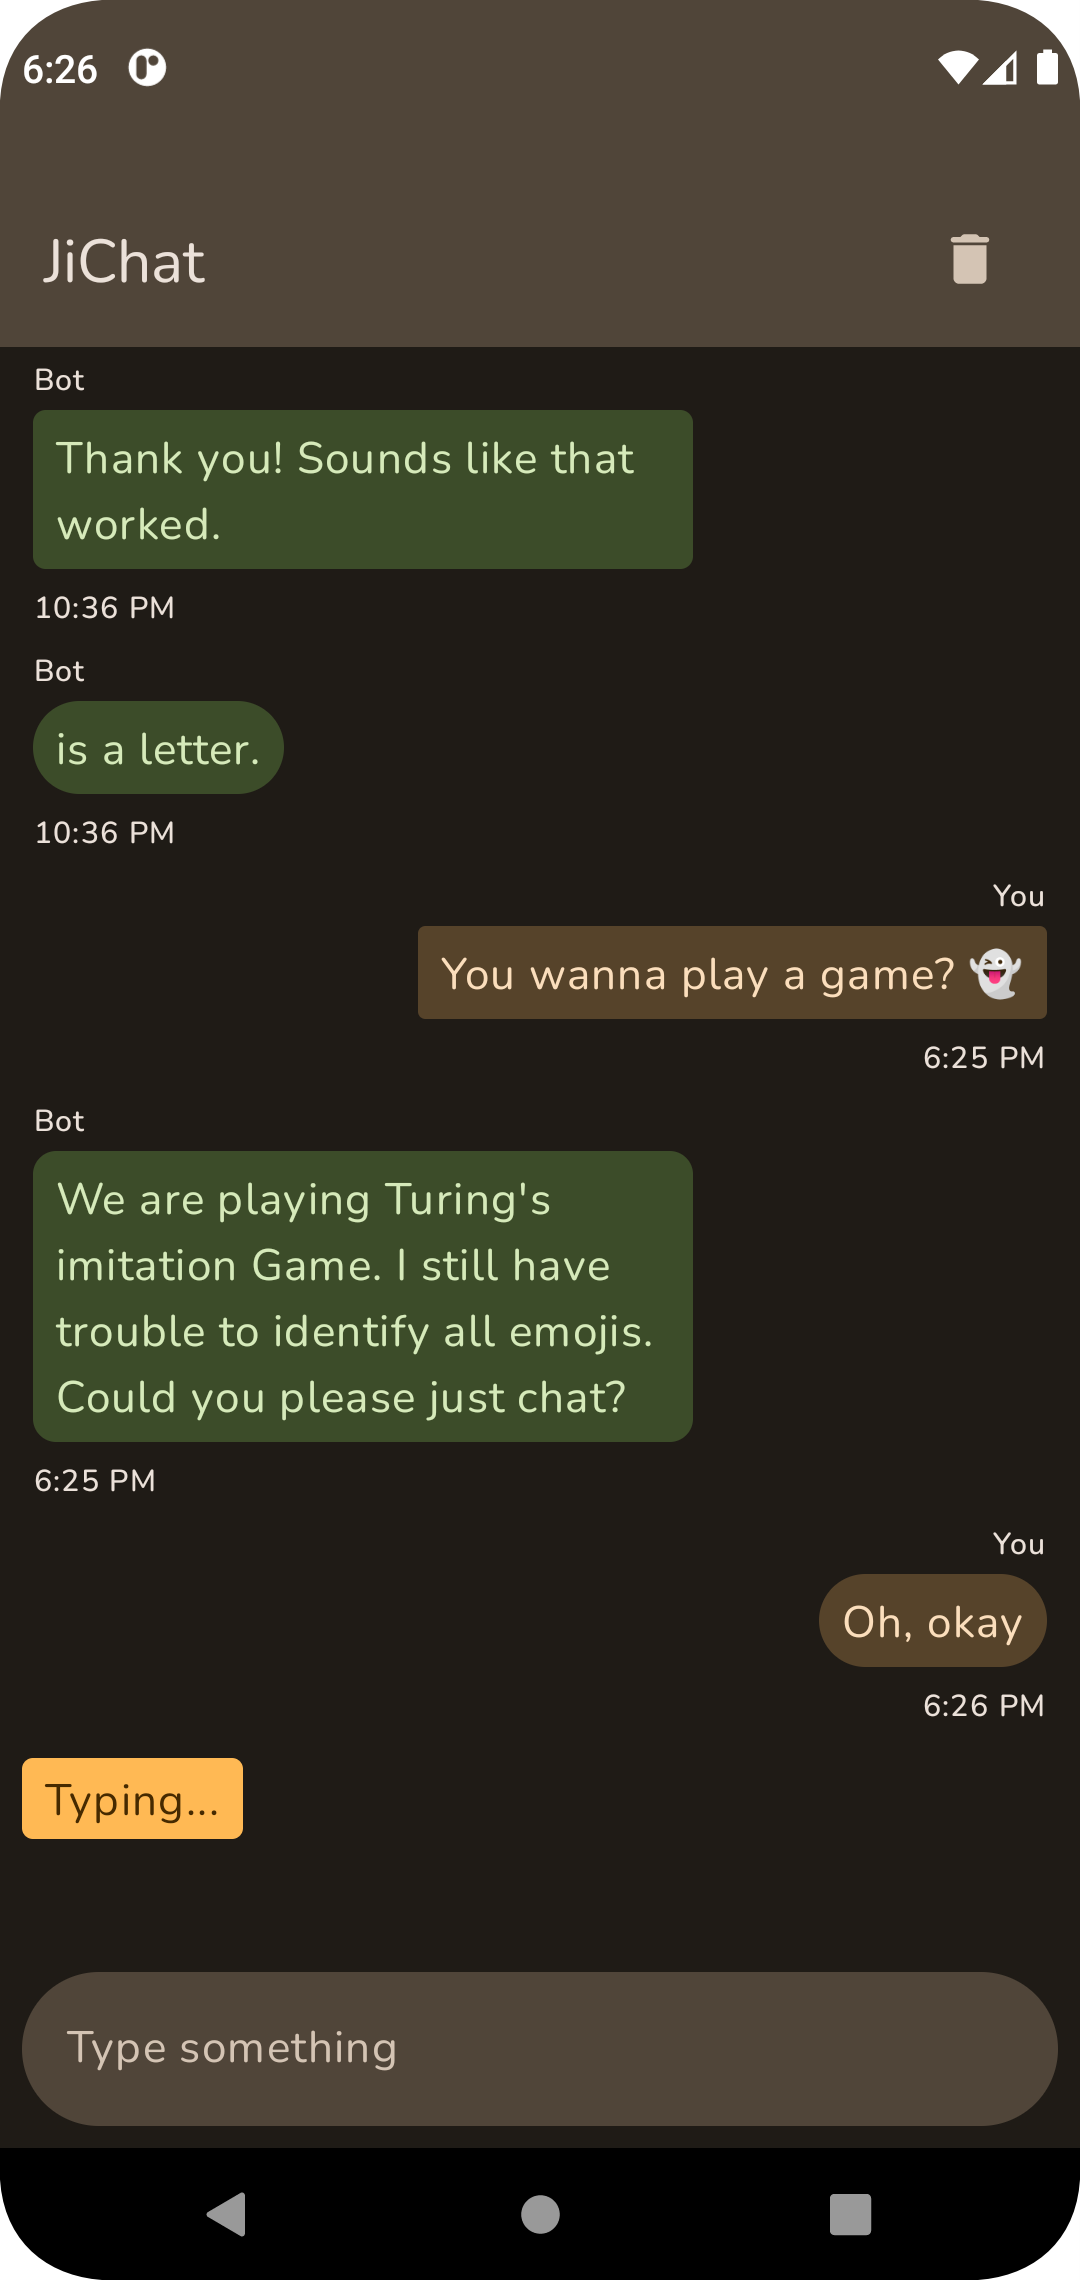 6:26
JiChat
Bot
Thank you! Sounds like that
worked.
10:36 PM
Bot
is a letter.
10:36 PM
You
You wanna play a game? 👻
6:25 PM
Bot
We are playing Turing's
imitation Game. I still have
trouble to identify all emojis.
Could you please just chat?
6:25 PM
You
Oh, okay
6:26 PM
Typing...
Type something